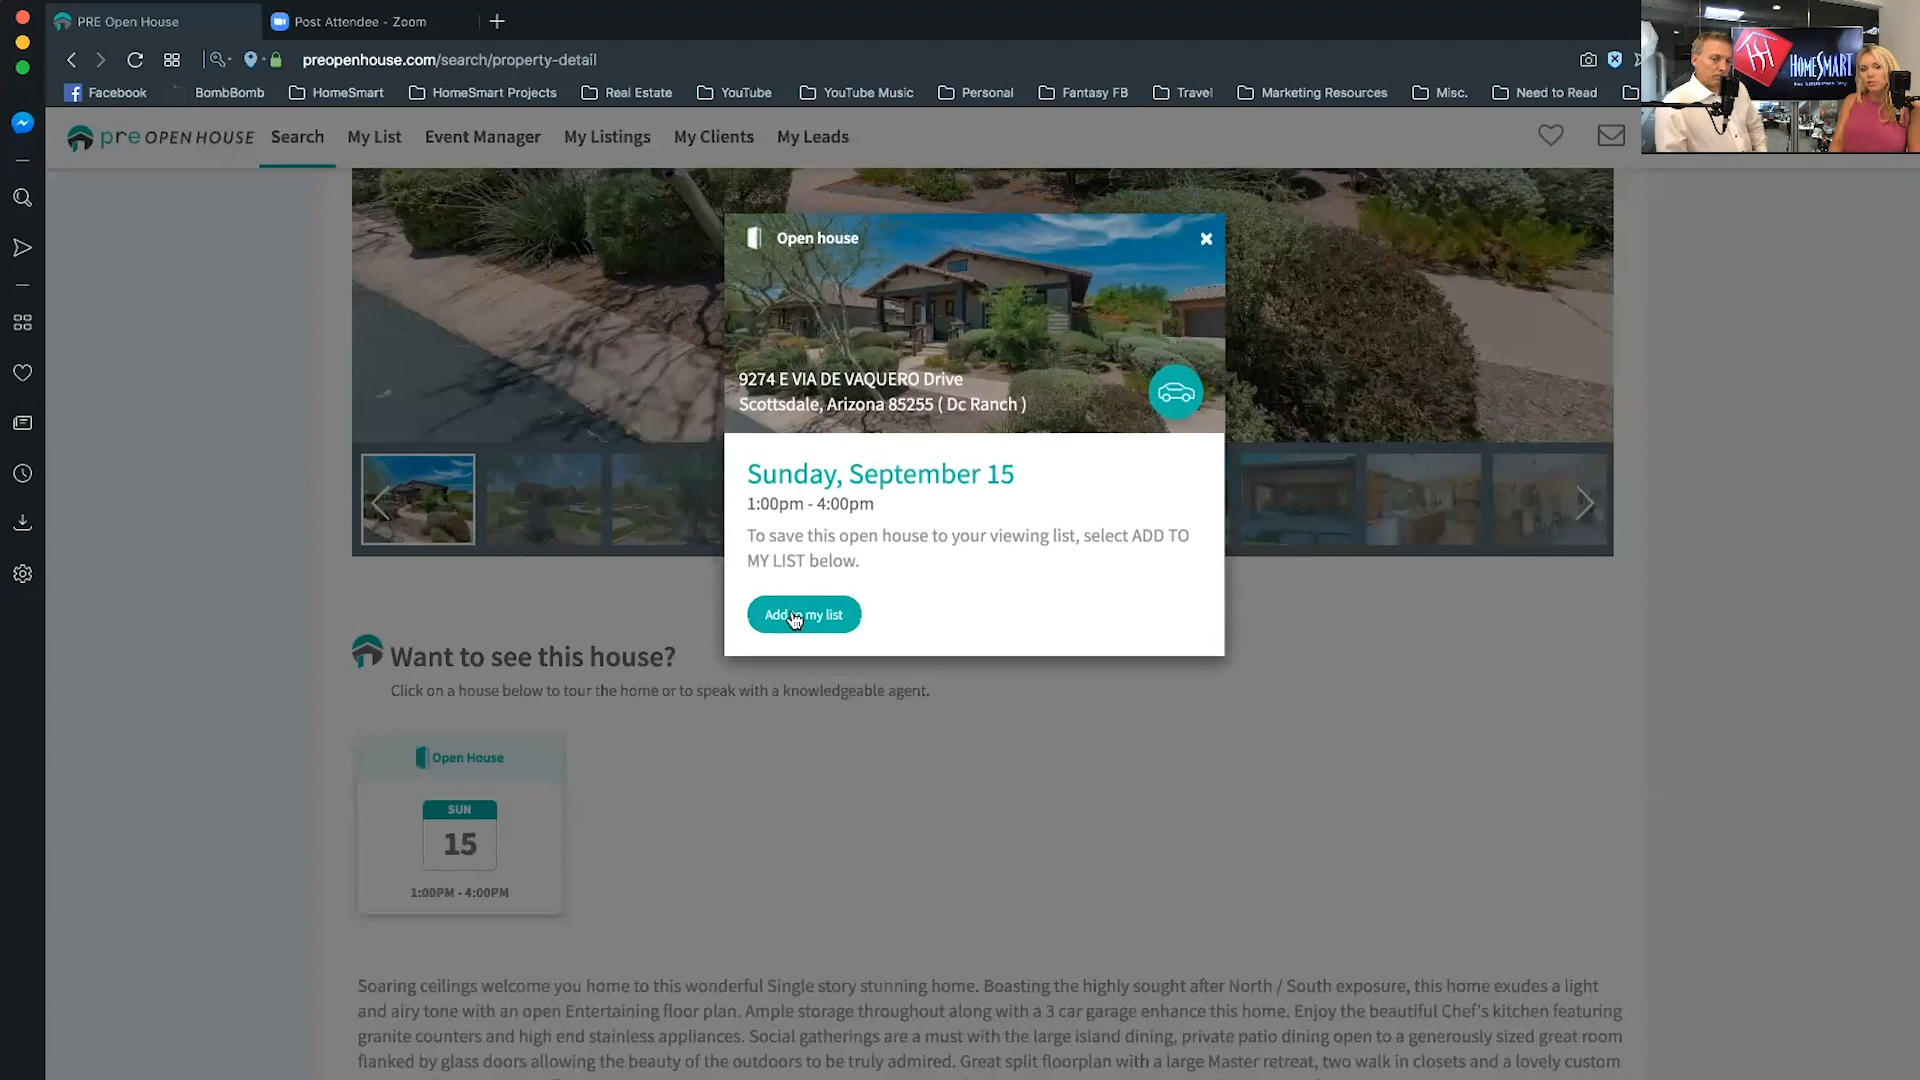 PRE Open House
Post Attendee - Zoom
preopenhouse.com/search/property-detail
Facebook
BombBomb
HomeSmart
HomeSmart Projects
Real Estate
YouTube
YouTube Music
Personal
Fantasy FB
Travel
Marketing Resources
Misc.
Need to Read
HOMESMART
pre OPEN HOUSE
Search
My List
Event Manager
My Listings
My Clients
My Leads
Open house
9274 E VIA DE VAQUERO Drive
Scottsdale, Arizona 85255 ( Dc Ranch )
Sunday, September 15
1:00pm - 4:00pm
To save this open house to your viewing list, select ADD TO
MY LIST below.
Add to my list
Want to see this house?
Click on a house below to tour the home or to speak with a knowledgeable agent.
Open House
SUN
15
1:00PM - 4:00PM
Soaring ceilings welcome you home to this wonderful Single story stunning home. Boasting the highly sought after North / South exposure, this home exudes a light
and airy tone with an open Entertaining floor plan. Ample storage throughout along with a 3 car garage enhance this home. Enjoy the beautiful Chef's kitchen featuring
granite counters and high end stainless appliances. Social gatherings are a must with the large island dining, private patio dining open to a generously sized great room
flanked by glass doors allowing the beauty of the outdoors to be truly admired. Great split floorplan with a large Master retreat, two walk in closets and a lovely custom